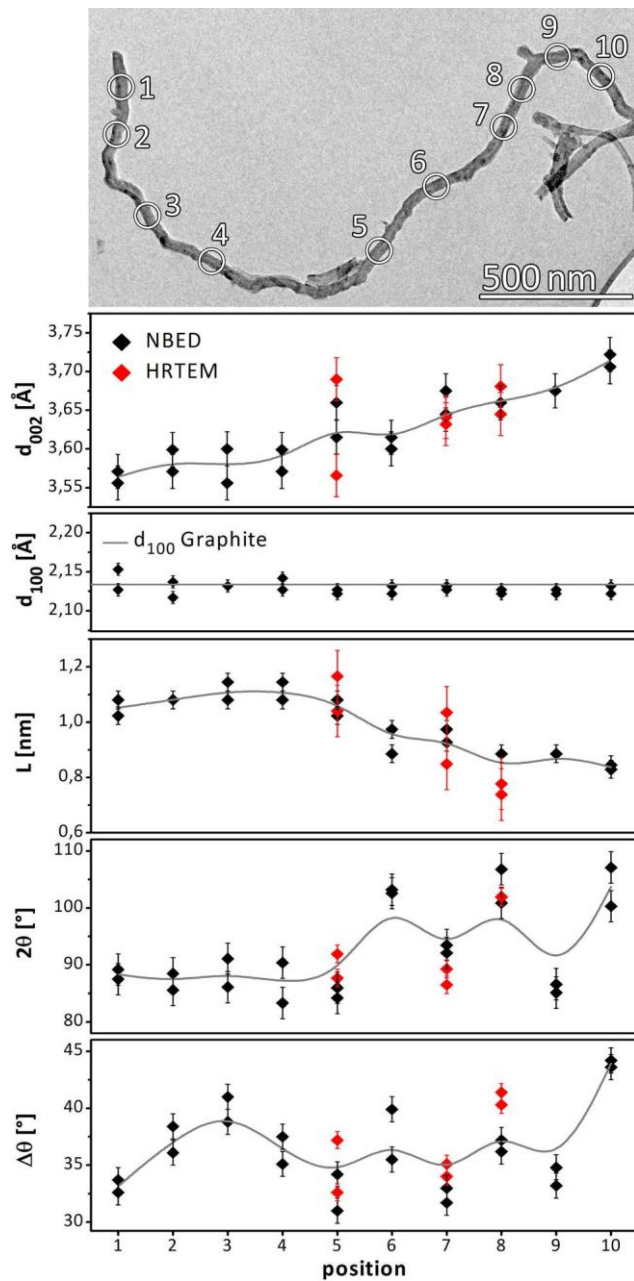 9
10
8
1
7
2
6
3
5
4
500 nm
3,75
NBED
HRTEM
3,70
d002 [Å]
3,65
3,60
3,55
2,20
d100 Graphite
d100 [Å]
2,15
2,10
1,2
L [nm]
1,0
0,8
0,6
110
2θ [°]
100
90
80
45
Δθ [°]
40
35
30
1 2 3 4 5 6 7 8 9 10
position